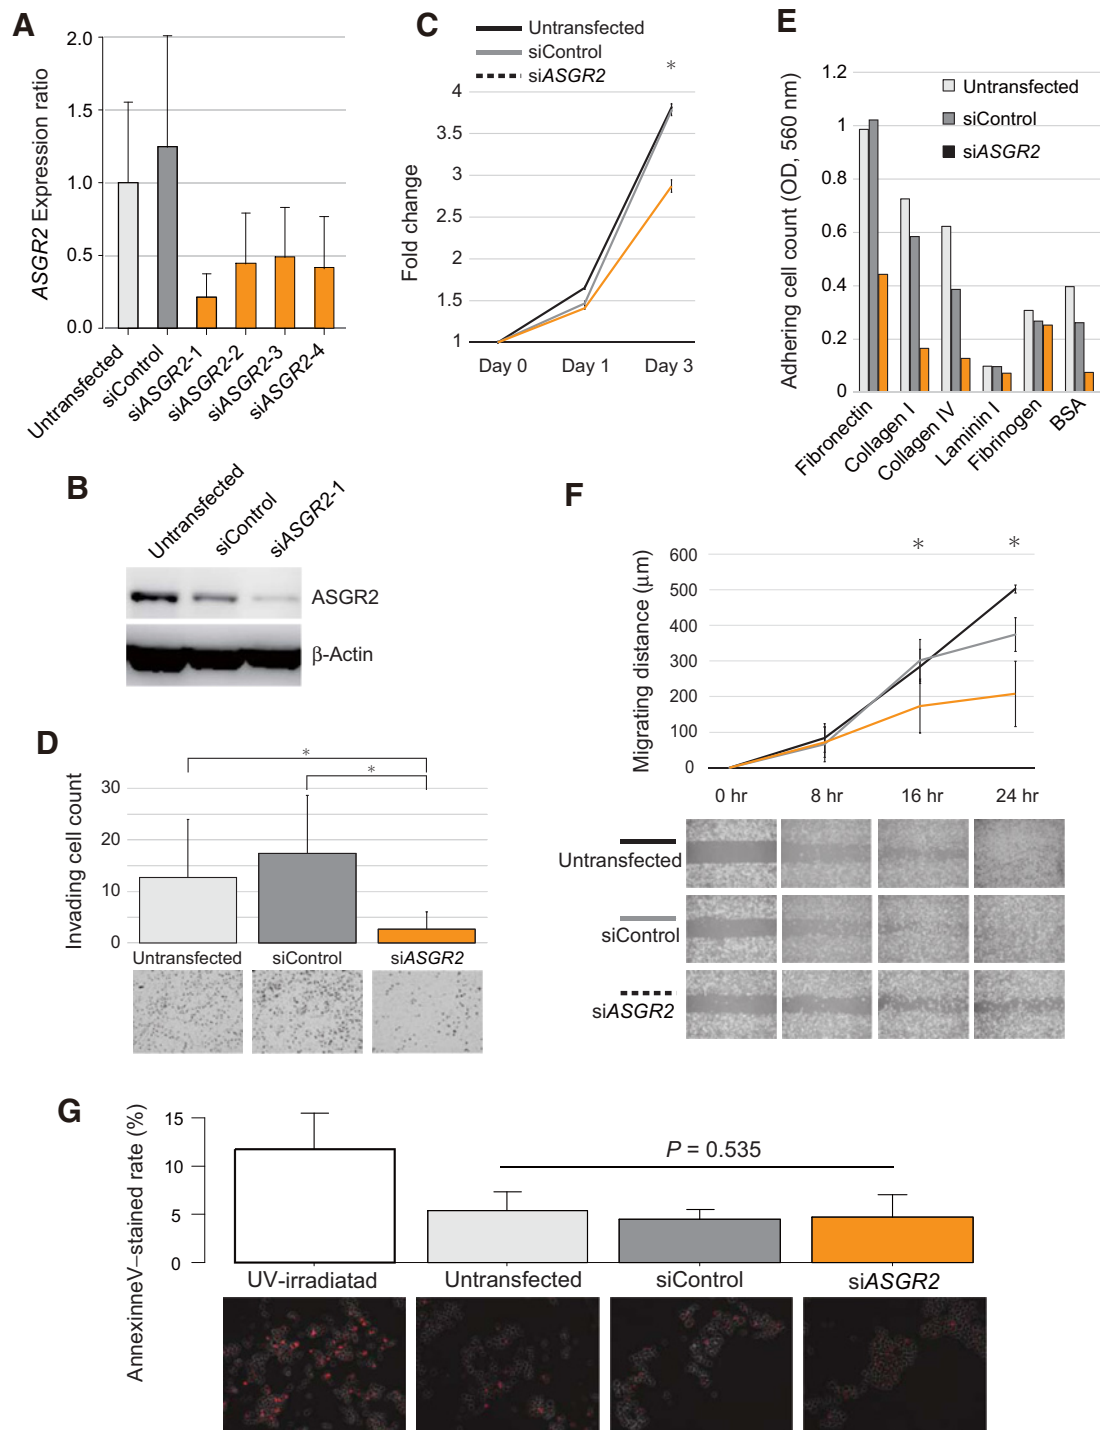 A
ASGR2 Expression ratio
2.0
1.5
1.0
0.5
0.0
Untransfected
siControl
siASGR2-1
siASGR2-2
siASGR2-3
siASGR2-4
C
Untransfected
siControl
siASGR2
*
Fold change
4
3.5
3
2.5
2
1.5
1
Day 0
Day 1
Day 3
E
Adhering cell count (OD, 560 nm)
1.2
1
0.8
0.6
0.4
0.2
0
Untransfected
siControl
siASGR2
Fibronectin
Collagen I
Collagen IV
Laminin I
Fibrinogen
BSA
B
Untransfected
siControl
siASGR2-1
ASGR2
β-Actin
D
Invading cell count
30
20
10
0
*
*
Untransfected
siControl
siASGR2
F
Migrating distance (μm)
600
500
400
300
200
100
0
*
*
0 hr
8 hr
16 hr
24 hr
Untransfected
siControl
siASGR2
G
AnnexinneV–stained rate (%)
15
10
5
0
P = 0.535
UV-irradiatad
Untransfected
siControl
siASGR2